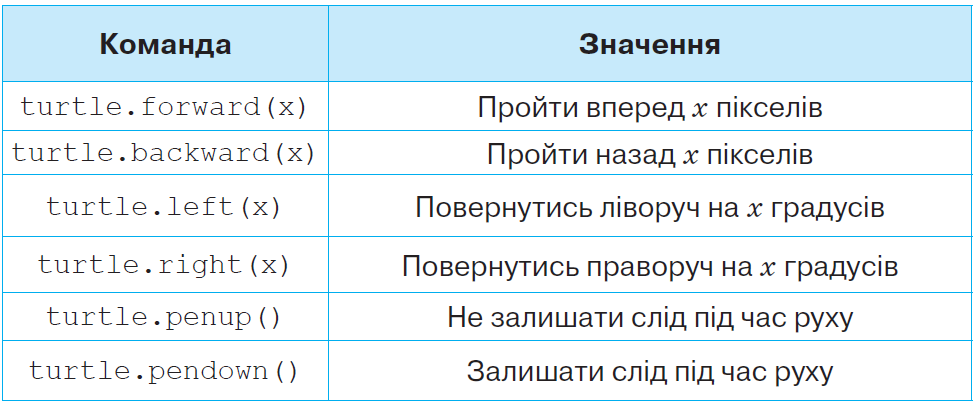 Команда Значення
turtle.forward(x) Пройти вперед x пікселів
turtle.backward(x) Пройти назад x пікселів
turtle.left(x) Повернутись ліворуч на x градусів
turtle.right(x) Повернутись праворуч на x градусів
turtle.penup() Не залишати слід під час руху
turtle.pendown() Залишати слід під час руху